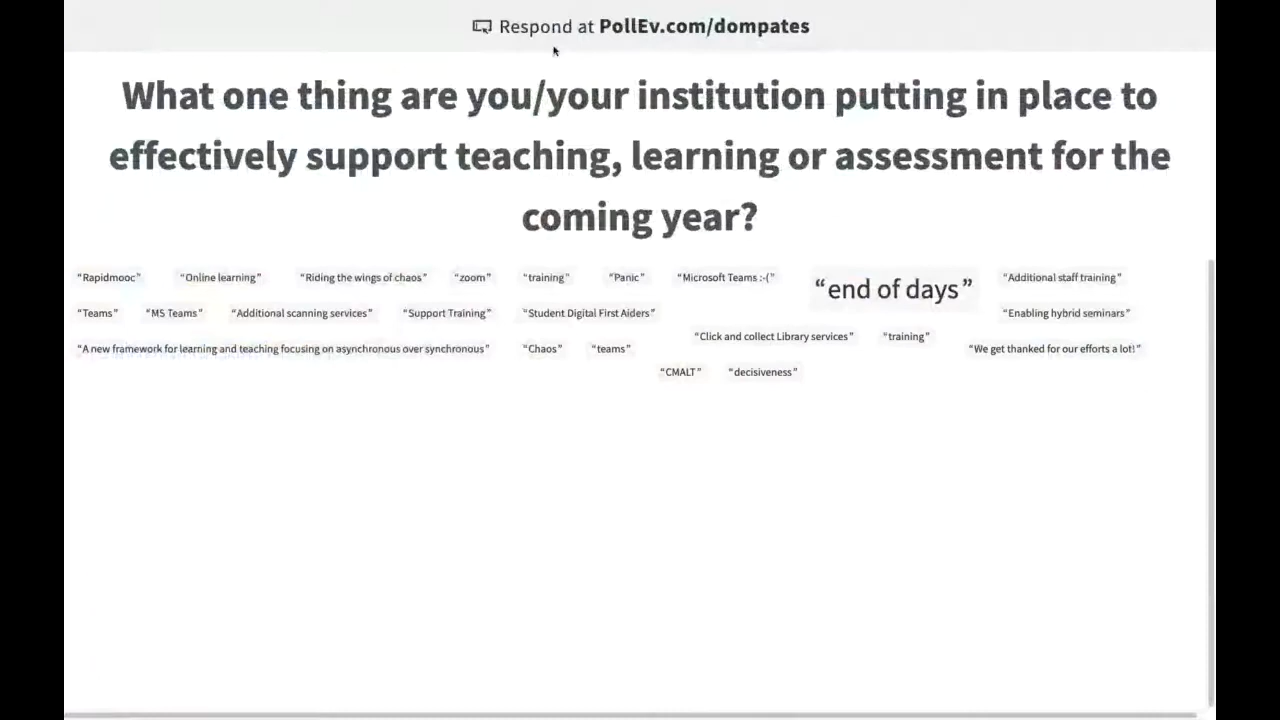 Respond at PollEv.com/dompates
What one thing are you/your institution putting in place to
effectively support teaching, learning or assessment for the
coming year?
“Rapidmooc” “Online learning” “Riding the wings of chaos” “zoom” “training” “Panic” “Microsoft Teams :-(” “end of days” “Additional staff training”
“Teams” “MS Teams” “Additional scanning services” “Support Training” “Student Digital First Aiders” “Enabling hybrid seminars”
“Click and collect Library services” “training”
“A new framework for learning and teaching focusing on asynchronous over synchronous” “Chaos” “teams” “We get thanked for our efforts a lot!”
“CMALT” “decisiveness”